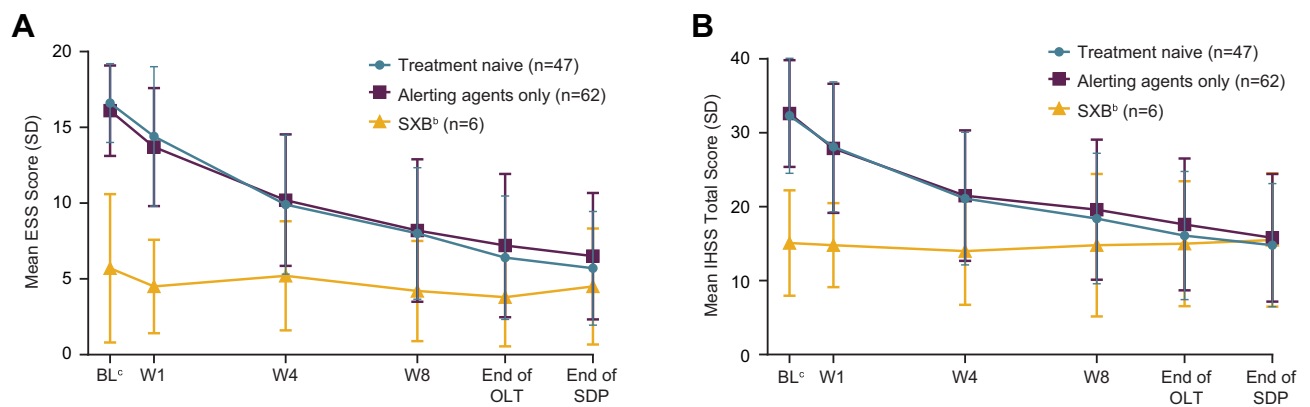 A
Mean ESS Score (SD)
20
15
10
5
0
Treatment naive (n=47)
Alerting agents only (n=62)
SXBᵇ (n=6)
BLᶜ
W1
W4
W8
End of
OLT
End of
SDP
B
Mean IHSS Total Score (SD)
40
30
20
10
0
Treatment naive (n=47)
Alerting agents only (n=62)
SXBᵇ (n=6)
BLᶜ
W1
W4
W8
End of
OLT
End of
SDP